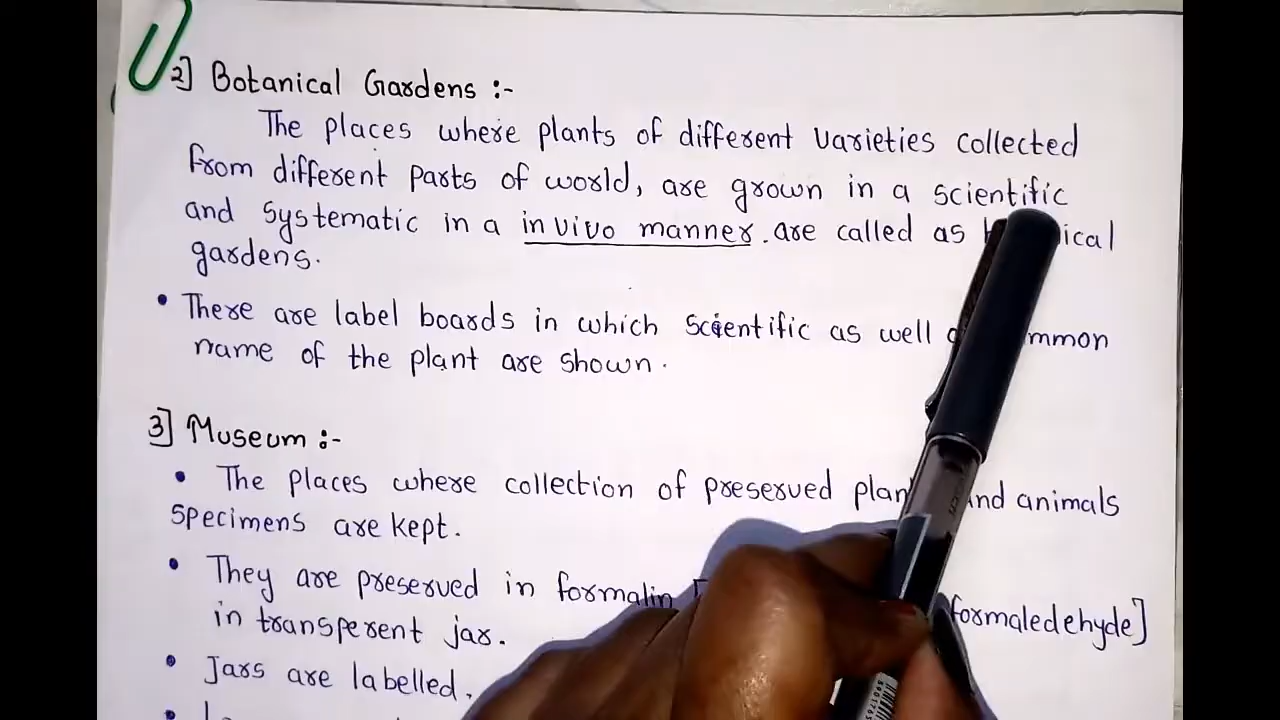 2] Botanical Gardens :-
The places where plants of different varieties collected
from different parts of world, are grown in a scientific
and systematic in a in vivo manner. are called as
gardens.
• There are label boards in which scientific as well
name of the plant are shown.
3] Museum :-
• The places where collection of preserved and animals
specimens are kept.
• They are preserved in formalin [ formaledehyde]
in transperent jar.
• Jars are labelled.